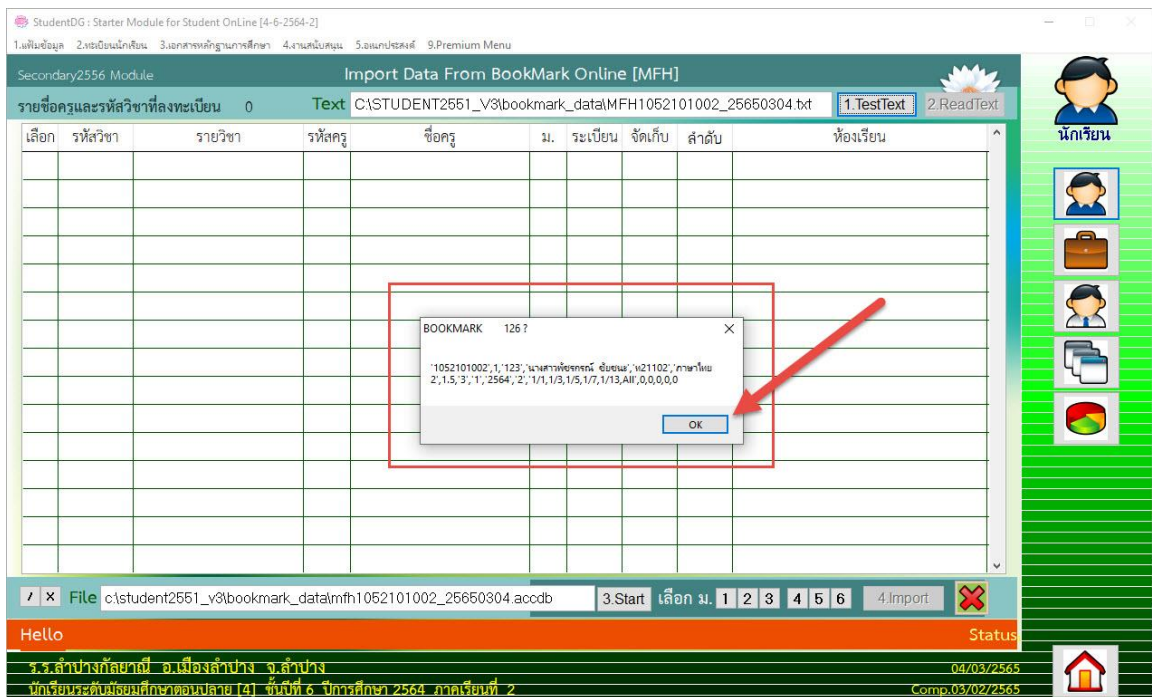 StudentDG : Starter Module for Student OnLine [4-6-2564-2]
1.แฟ้มข้อมูล 2.ทะเบียนนักเรียน 3.เอกสารหลักฐานการศึกษา 4.งานสนับสนุน 5.อเนกประสงค์ 9.Premium Menu
Secondary2556 Module Import Data From BookMark Online [MFH]
รายชื่อครูและรหัสวิชาที่ลงทะเบียน 0 Text C:\STUDENT2551_V3\bookmark_data\MFH1052101002_25650304.txt 1.TestText 2.ReadText
เลือก รหัสวิชา รายวิชา รหัสครู ชื่อครู ม. ระเบียน จัดเก็บ ลำดับ ห้องเรียน
นักเรียน
BOOKMARK 126 ?
'1052101002',1,'123','นางสาวพัชรกรณ์ ชัยชนะ','ท21102','ภาษาไทย
2',1.5,'3','1','2564','2','1/1,1/3,1/5,1/7,1/13,All',0,0,0,0,0
OK
/ X File c:\student2551_v3\bookmark_data\mfh1052101002_25650304.accdb 3.Start เลือก ม. 1 2 3 4 5 6 4.Import
Hello Status
ร.ร.ลำปางกัลยาณี อ.เมืองลำปาง จ.ลำปาง 04/03/2565
นักเรียนระดับมัธยมศึกษาตอนปลาย [4] ชั้นปีที่ 6 ปีการศึกษา 2564 ภาคเรียนที่ 2 Comp.03/02/2565